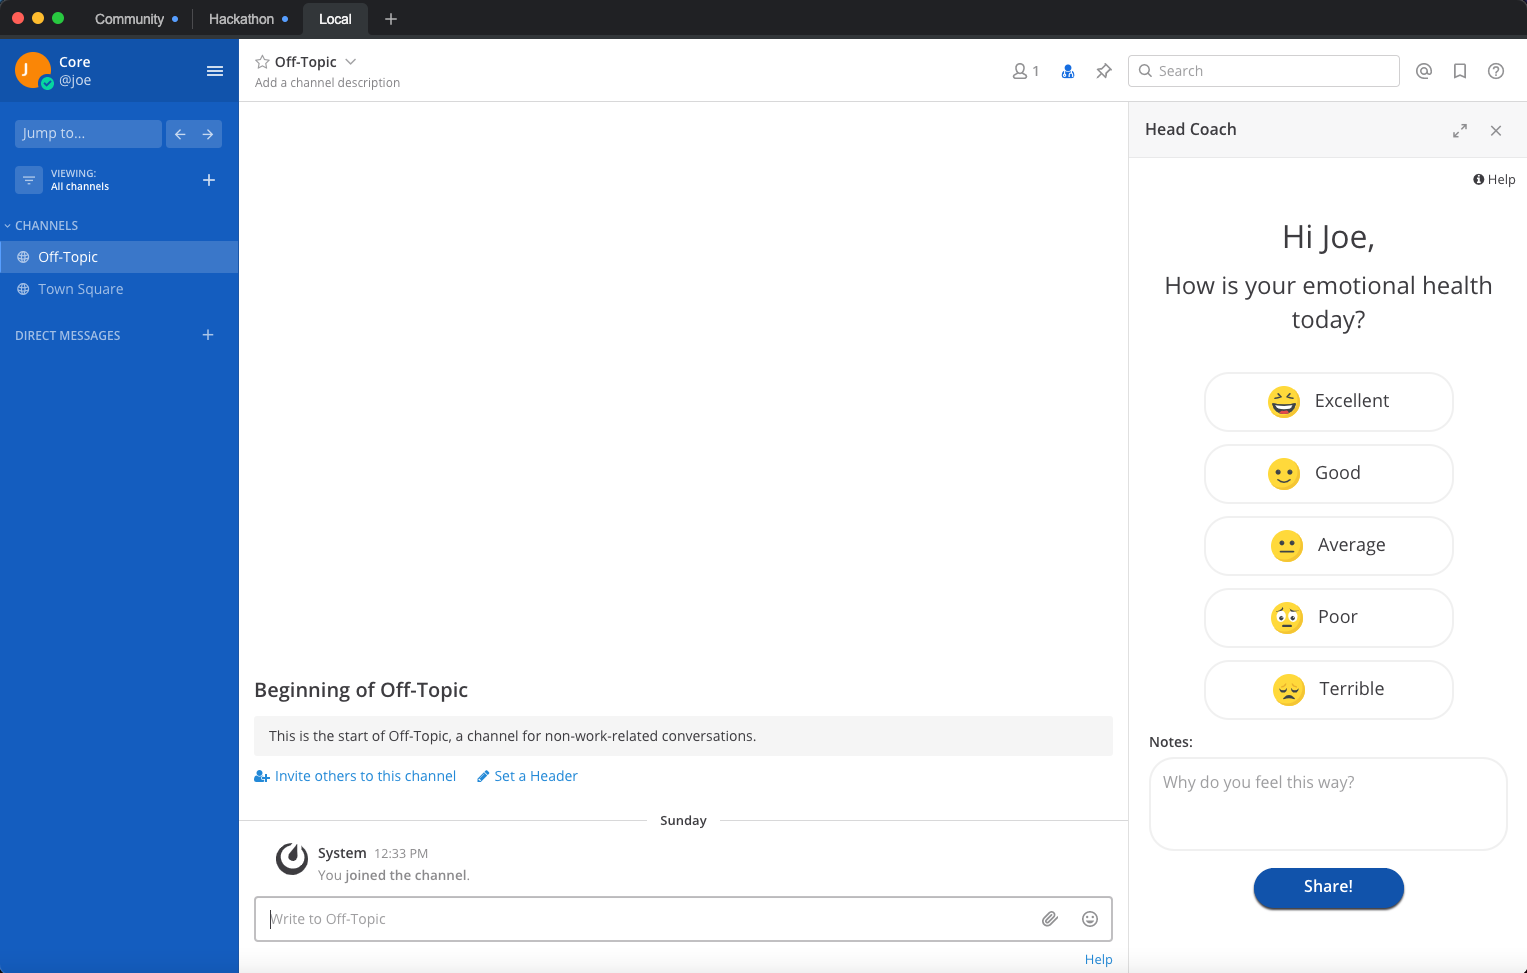 Community
Hackathon
Local
J
Core
@joe
Jump to...
VIEWING:
All channels
CHANNELS
Off-Topic
Town Square
DIRECT MESSAGES
Off-Topic
Add a channel description
1
Search
Beginning of Off-Topic
This is the start of Off-Topic, a channel for non-work-related conversations.
Invite others to this channel
Set a Header
Sunday
System 12:33 PM
You joined the channel.
Write to Off-Topic
Help
Head Coach
Help
Hi Joe,
How is your emotional health
today?
Excellent
Good
Average
Poor
Terrible
Notes:
Why do you feel this way?
Share!